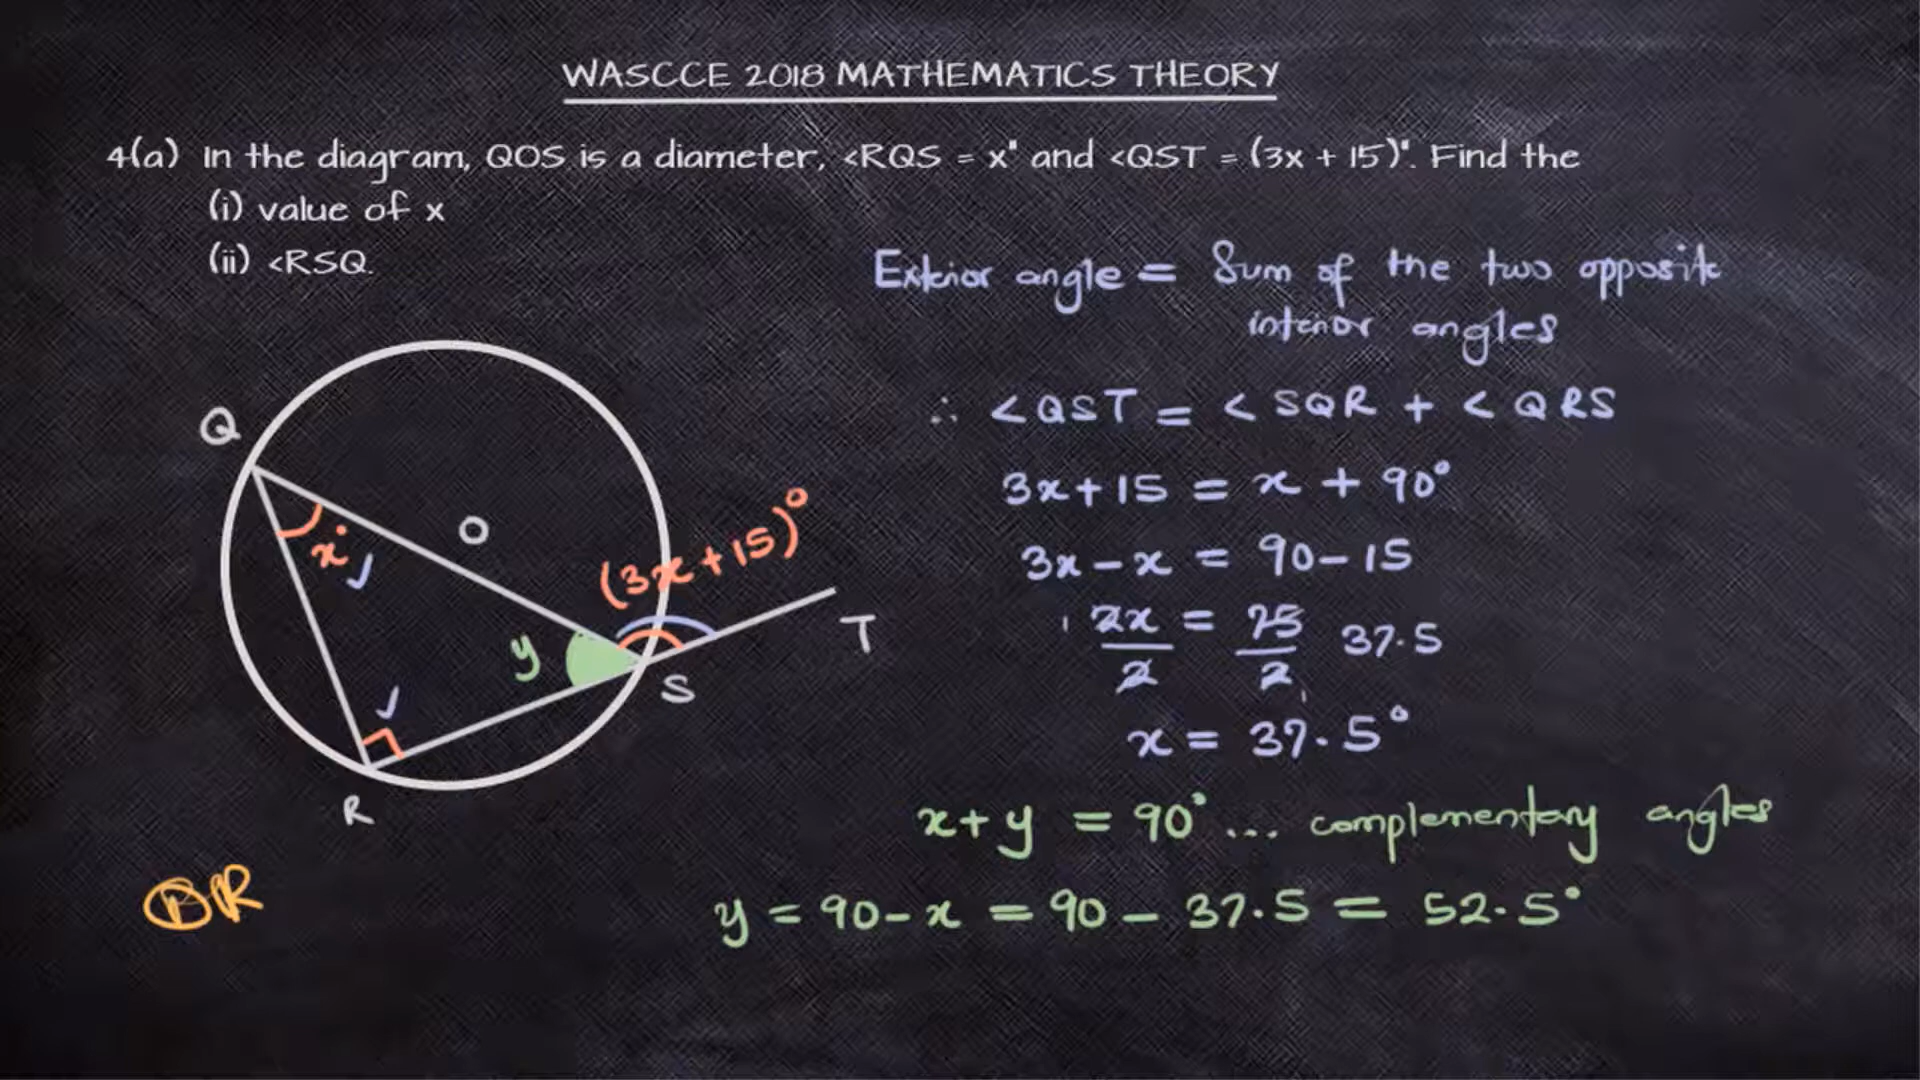 WASCCE 2018 MATHEMATICS THEORY
4(a) In the diagram, QOS is a diameter, <RQS = x° and <QST = (3x + 15)°. Find the
(i) value of x
(ii) <RSQ.
Exterior angle = Sum of the two opposite
interior angles
∴ <QST = <SQR + <QRS
3x+15 = x + 90°
3x - x = 90-15
1 2x/2 = 75/2 37.5
1
x = 37.5°
x+y = 90° ... complementary angles
y = 90-x = 90 - 37.5 = 52.5°
Q
O
x°
(3x+15)°
T
y
S
R
OR